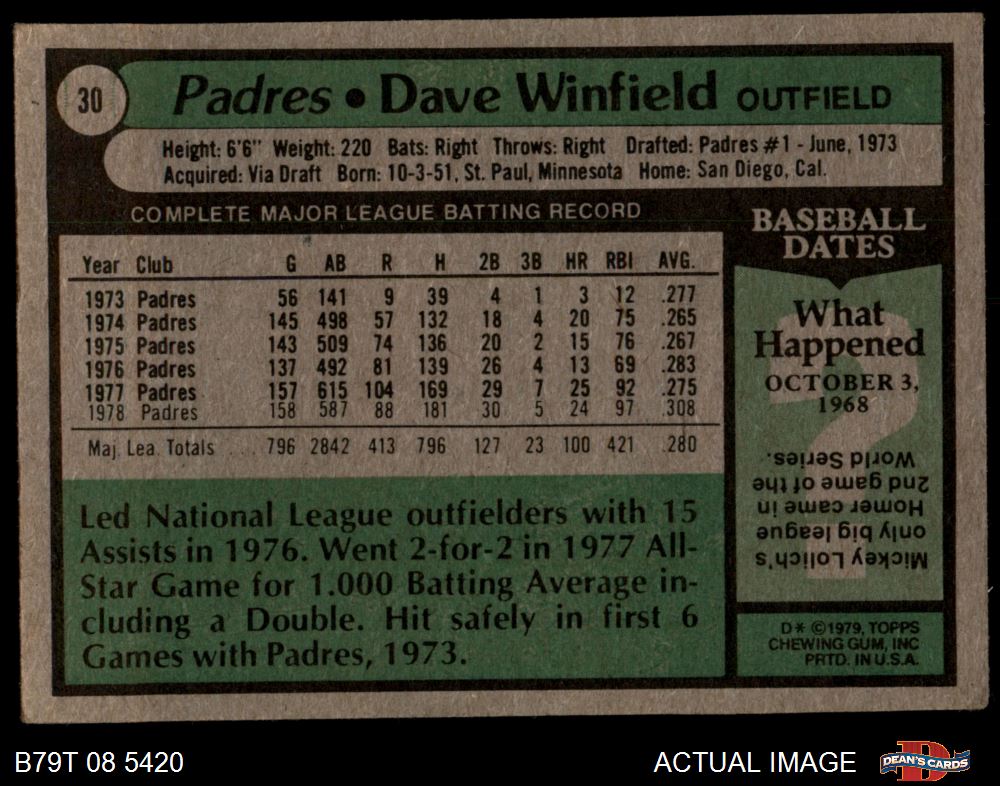 30
Padres • Dave Winfield OUTFIELD
Height: 6'6" Weight: 220 Bats: Right Throws: Right Drafted: Padres #1 - June, 1973
Acquired: Via Draft Born: 10-3-51, St. Paul, Minnesota Home: San Diego, Cal.
COMPLETE MAJOR LEAGUE BATTING RECORD
Year Club G AB R H 2B 3B HR RBI AVG.
1973 Padres 56 141 9 39 4 1 3 12 .277
1974 Padres 145 498 57 132 18 4 20 75 .265
1975 Padres 143 509 74 136 20 2 15 76 .267
1976 Padres 137 492 81 139 26 4 13 69 .283
1977 Padres 157 615 104 169 29 7 25 92 .275
1978 Padres 158 587 88 181 30 5 24 97 .308
Maj. Lea. Totals . . . 796 2842 413 796 127 23 100 421 .280
Led National League outfielders with 15
Assists in 1976. Went 2-for-2 in 1977 All-
Star Game for 1.000 Batting Average in-
cluding a Double. Hit safely in first 6
Games with Padres, 1973.
BASEBALL
DATES
What
Happened
OCTOBER 3,
1968
?
Mickey Lolich's
only big league
Homer came in
2nd game of the
World Series.
D* ©1979, TOPPS
CHEWING GUM, INC
PRTD. IN U.S.A.
B79T 08 5420
ACTUAL IMAGE
D
DEAN'S CARDS